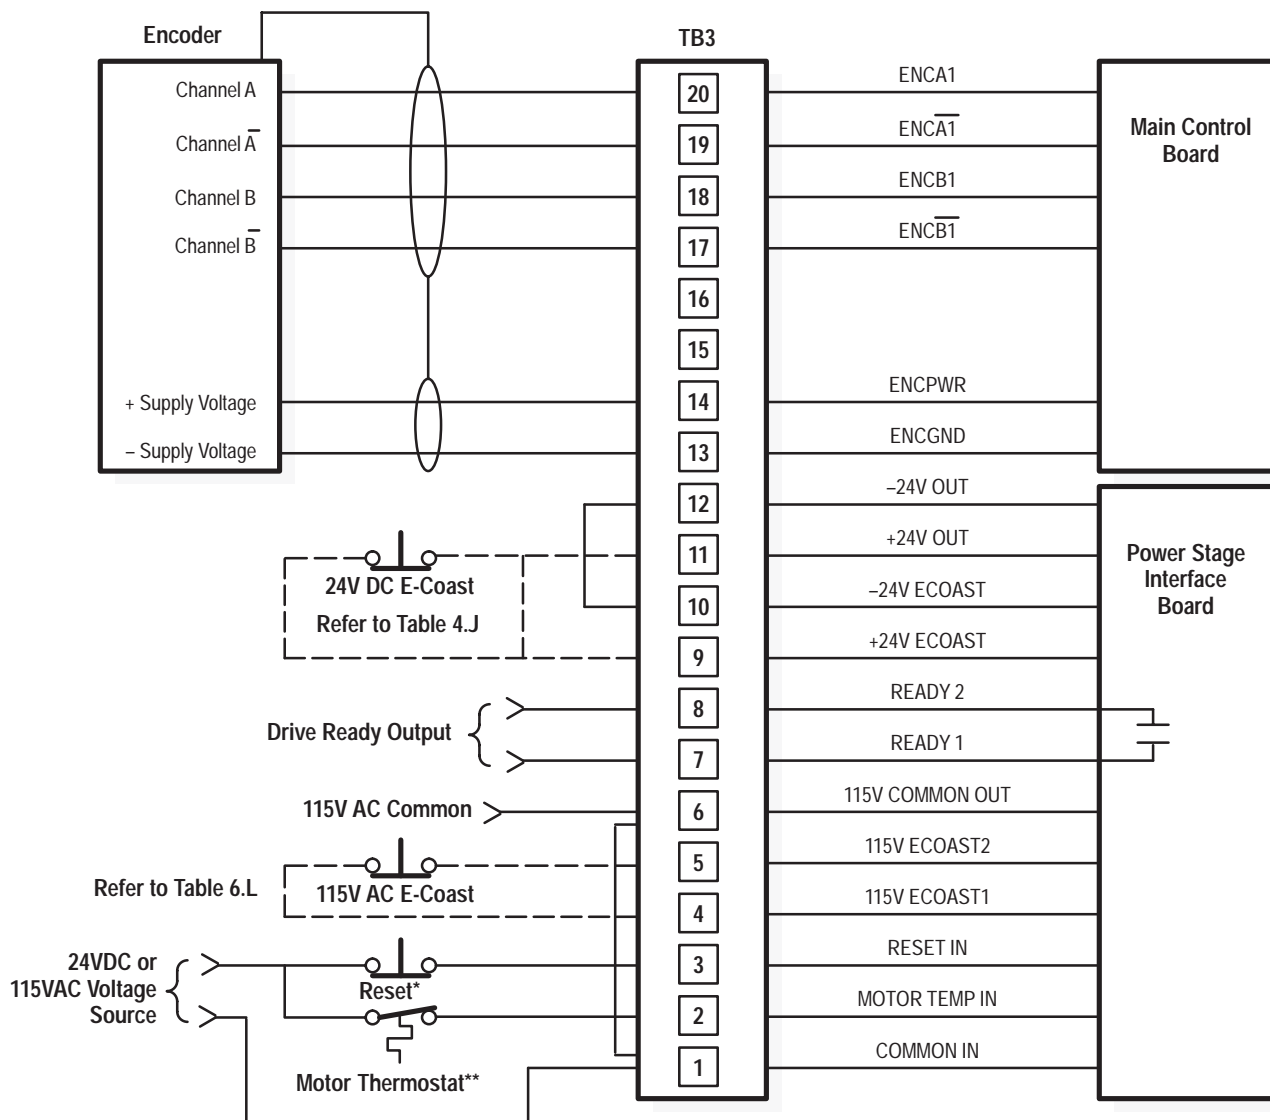 Encoder
TB3
Channel A
20
ENCA1
Main Control
Board
Channel A̅
19
ENCA̅1̅
Channel B
18
ENCB1
Channel B̅
17
ENCB̅1̅
16
15
+ Supply Voltage
14
ENCPWR
– Supply Voltage
13
ENCGND
12
–24V OUT
Power Stage
Interface
Board
11
+24V OUT
24V DC E-Coast
Refer to Table 4.J
10
–24V ECOAST
9
+24V ECOAST
Drive Ready Output
8
READY 2
7
READY 1
115V AC Common
6
115V COMMON OUT
5
115V ECOAST2
Refer to Table 6.L
115V AC E-Coast
4
115V ECOAST1
24VDC or
115VAC Voltage
Source
Reset*
3
RESET IN
2
MOTOR TEMP IN
Motor Thermostat**
1
COMMON IN